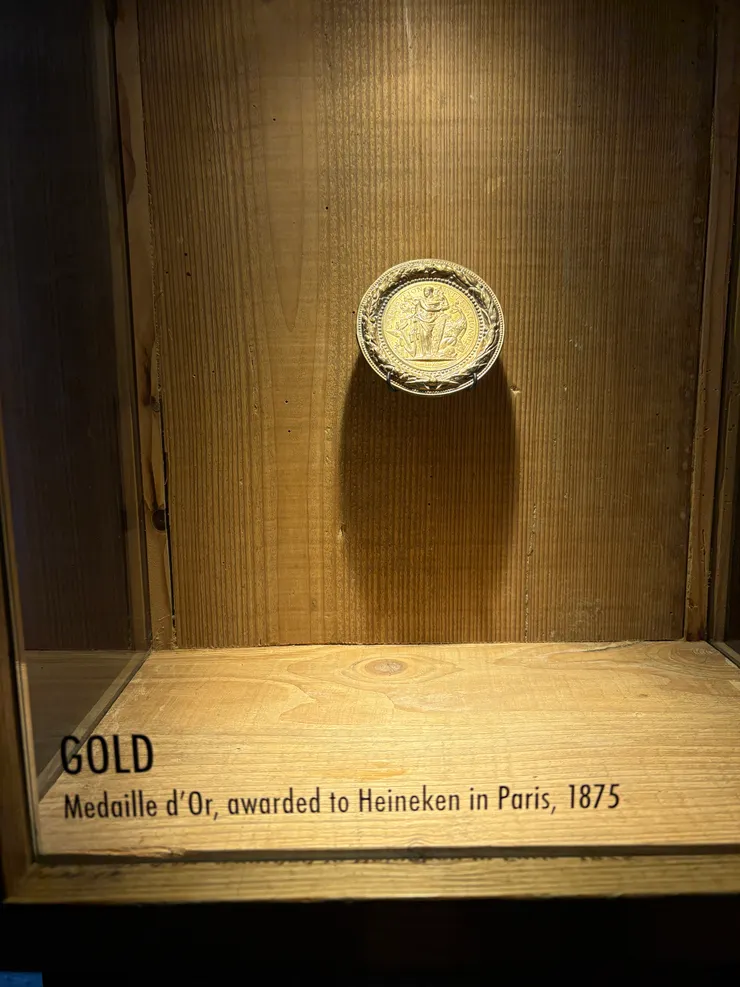 GOLD
Medaille d'Or, awarded to Heineken in Paris, 1875